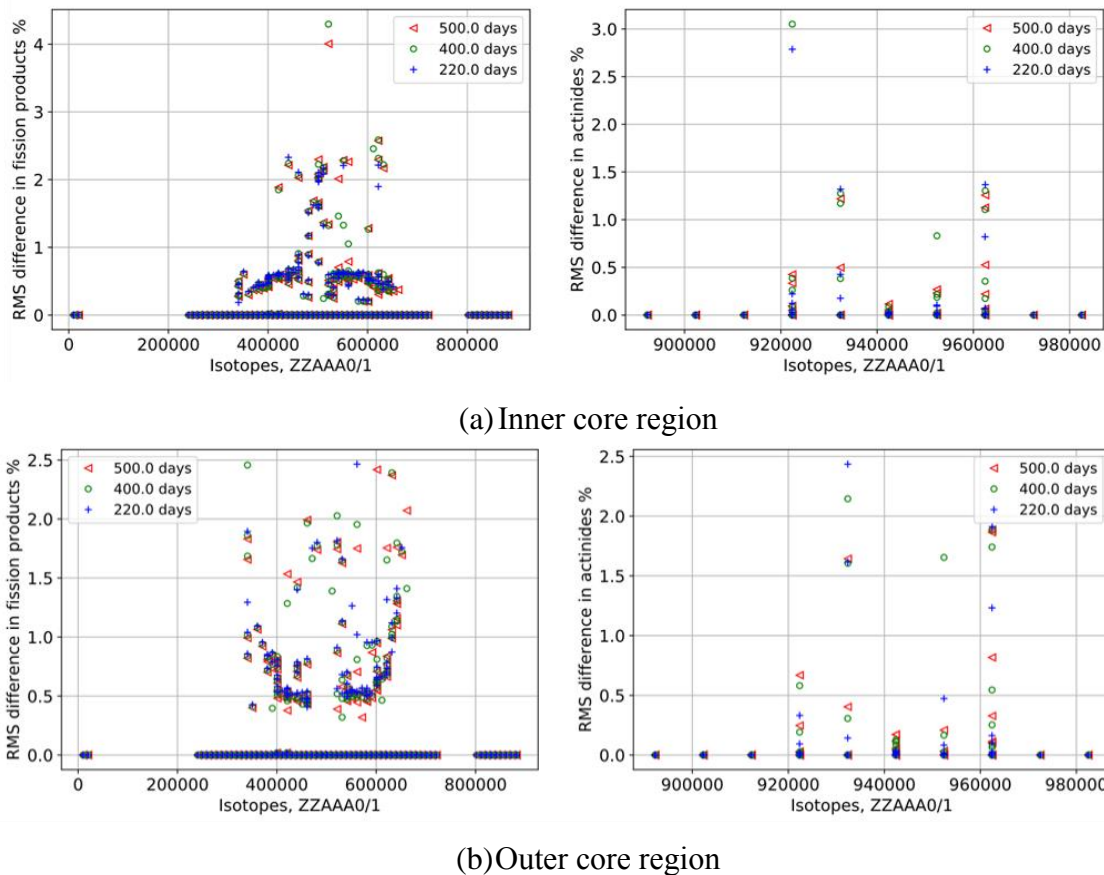 RMS difference in fission products %
4
3
2
1
0
500.0 days
400.0 days
220.0 days
0 200000 400000 600000 800000
Isotopes, ZZAAA0/1
RMS difference in actinides %
3.0
2.5
2.0
1.5
1.0
0.5
0.0
500.0 days
400.0 days
220.0 days
900000 920000 940000 960000 980000
Isotopes, ZZAAA0/1
(a) Inner core region
RMS difference in fission products %
2.5
2.0
1.5
1.0
0.5
0.0
500.0 days
400.0 days
220.0 days
0 200000 400000 600000 800000
Isotopes, ZZAAA0/1
RMS difference in actinides %
2.5
2.0
1.5
1.0
0.5
0.0
500.0 days
400.0 days
220.0 days
900000 920000 940000 960000 980000
Isotopes, ZZAAA0/1
(b) Outer core region